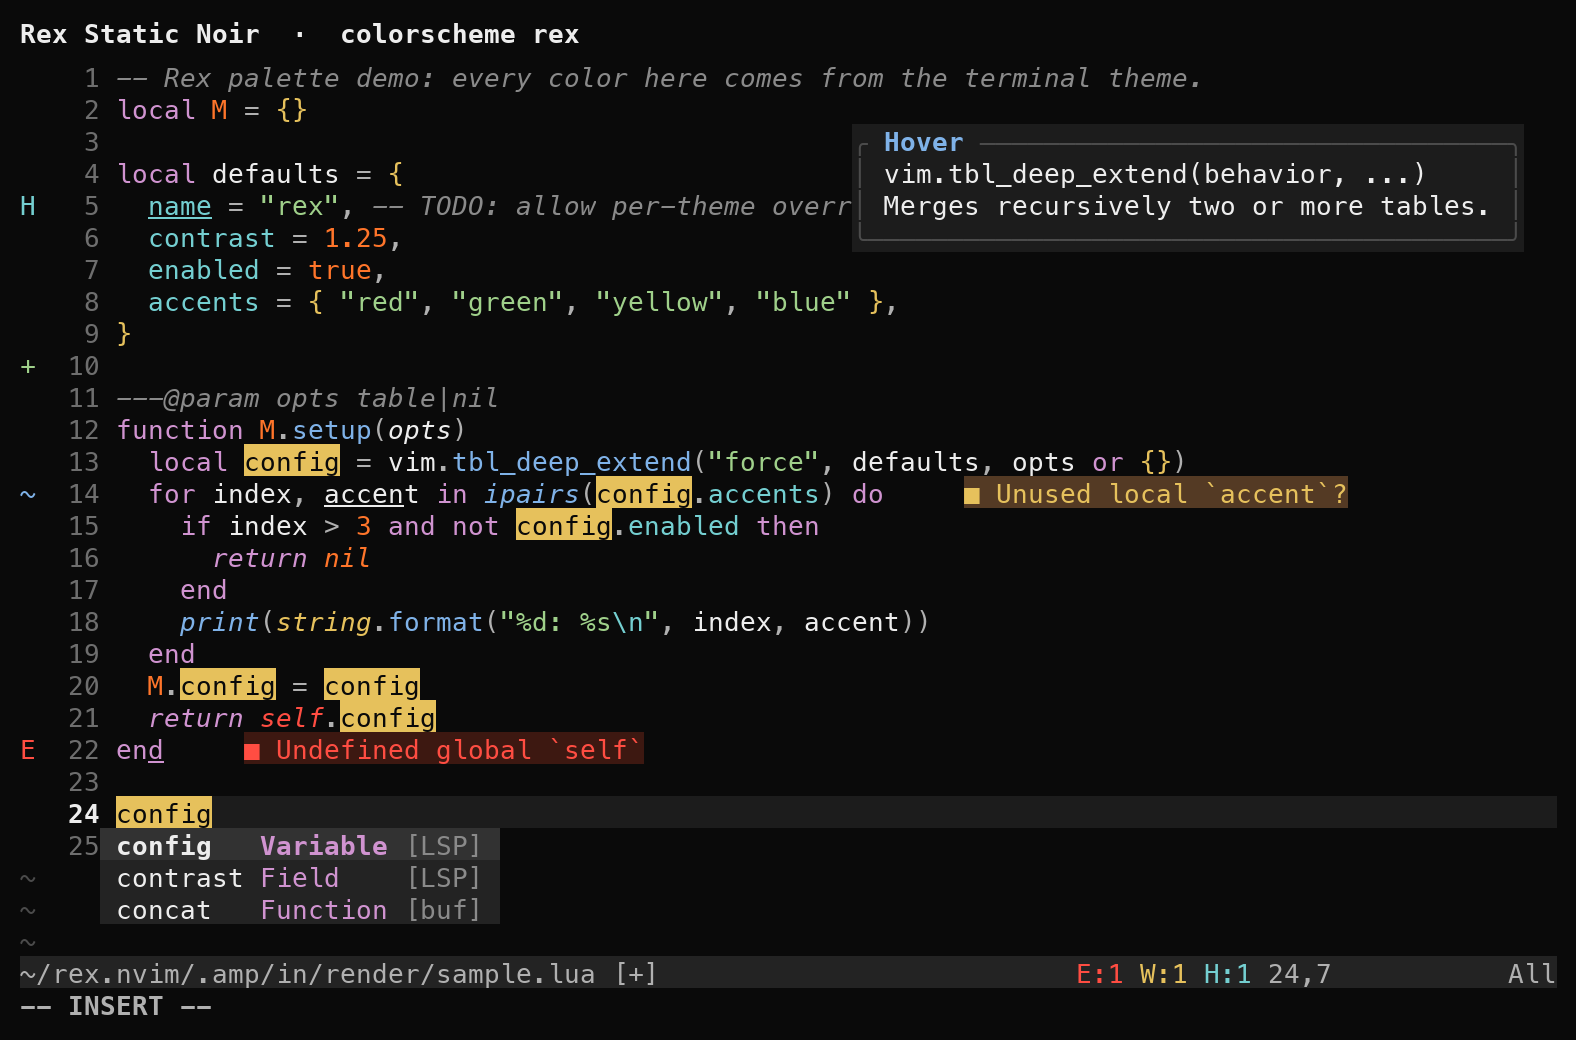 Rex Static Noir  ·  colorscheme rex
1 -- Rex palette demo: every color here comes from the terminal theme.
2 local M = {}
3
4 local defaults = {
H 5   name = "rex", -- TODO: allow per-theme overr
6   contrast = 1.25,
7   enabled = true,
8   accents = { "red", "green", "yellow", "blue" },
9 }
+ 10
11 ---@param opts table|nil
12 function M.setup(opts)
13   local config = vim.tbl_deep_extend("force", defaults, opts or {})
~ 14   for index, accent in ipairs(config.accents) do     ■ Unused local `accent`?
15     if index > 3 and not config.enabled then
16       return nil
17     end
18     print(string.format("%d: %s\n", index, accent))
19   end
20   M.config = config
21   return self.config
E 22 end     ■ Undefined global `self`
23
24 config
25
Hover
vim.tbl_deep_extend(behavior, ...)
Merges recursively two or more tables.
config   Variable [LSP]
contrast Field    [LSP]
concat   Function [buf]
~
~
~
~/rex.nvim/.amp/in/render/sample.lua [+] E:1 W:1 H:1 24,7 All
-- INSERT --